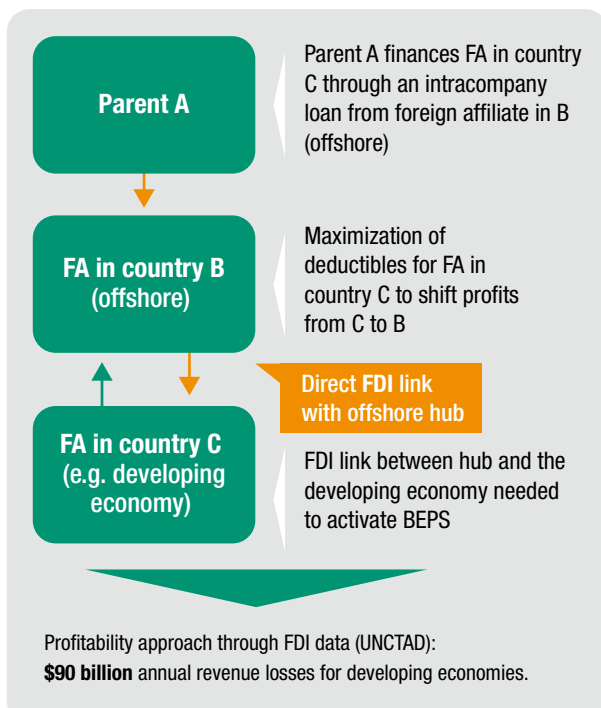 Parent A
Parent A finances FA in country
C through an intracompany
loan from foreign affiliate in B
(offshore)
FA in country B
(offshore)
Maximization of
deductibles for FA in
country C to shift profits
from C to B
Direct FDI link
with offshore hub
FA in country C
(e.g. developing
economy)
FDI link between hub and the
developing economy needed
to activate BEPS
Profitability approach through FDI data (UNCTAD):
$90 billion annual revenue losses for developing economies.